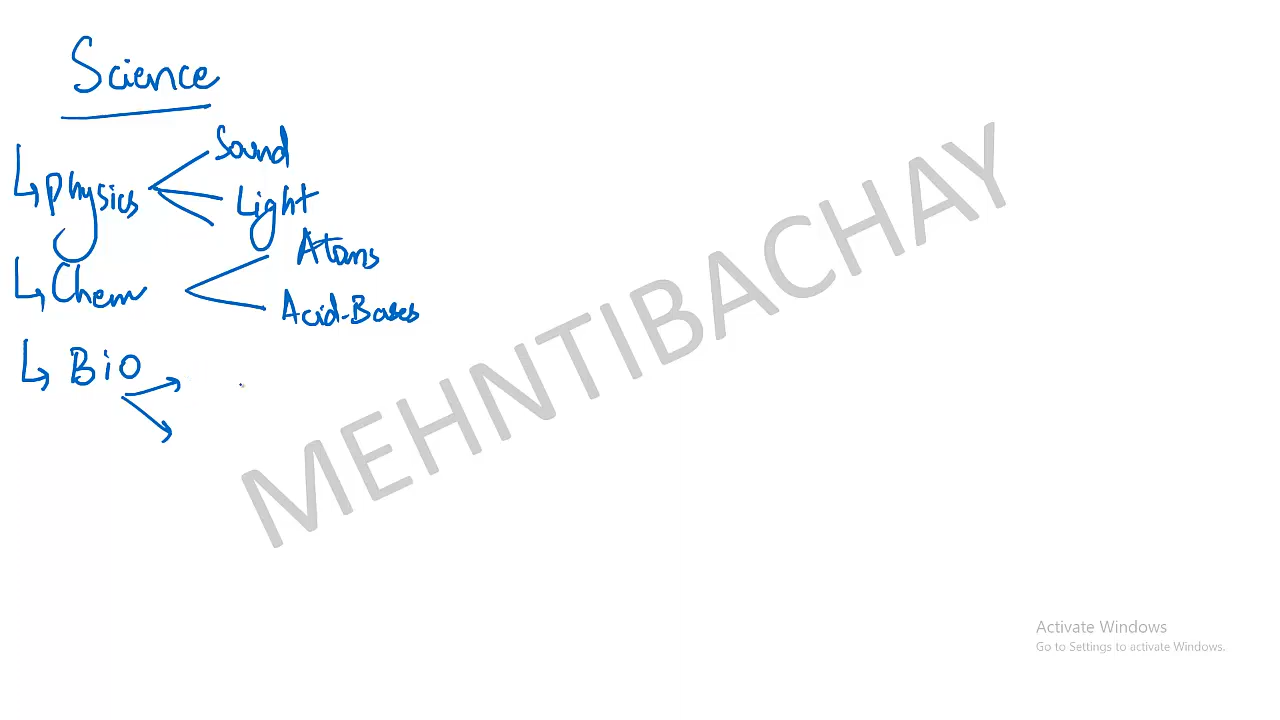 Science
Physics
Sound
Light
Chem
Atoms
Acid-Bases
Bio
MEHNTIBACHAY
Activate Windows
Go to Settings to activate Windows.